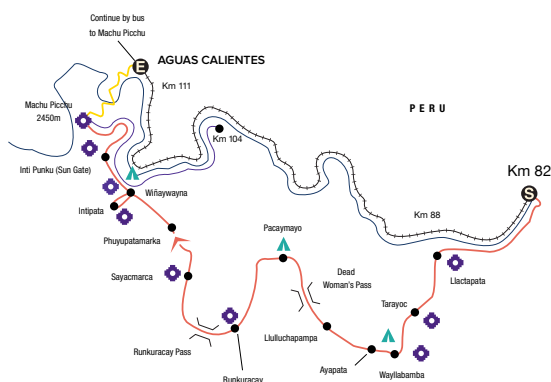 Continue by bus
to Machu Picchu
E
AGUAS CALIENTES
Km 111
PERU
Machu Picchu
2450m
Km 104
Inti Punku (Sun Gate)
Km 82
S
Wiñaywayna
Intipata
Km 88
Phuyupatamarka
Pacaymayo
Sayacmarca
Dead
Woman's Pass
Llactapata
Tarayoc
Runkuracay Pass
Llulluchapampa
Ayapata
Wayllabamba
Runkuracay